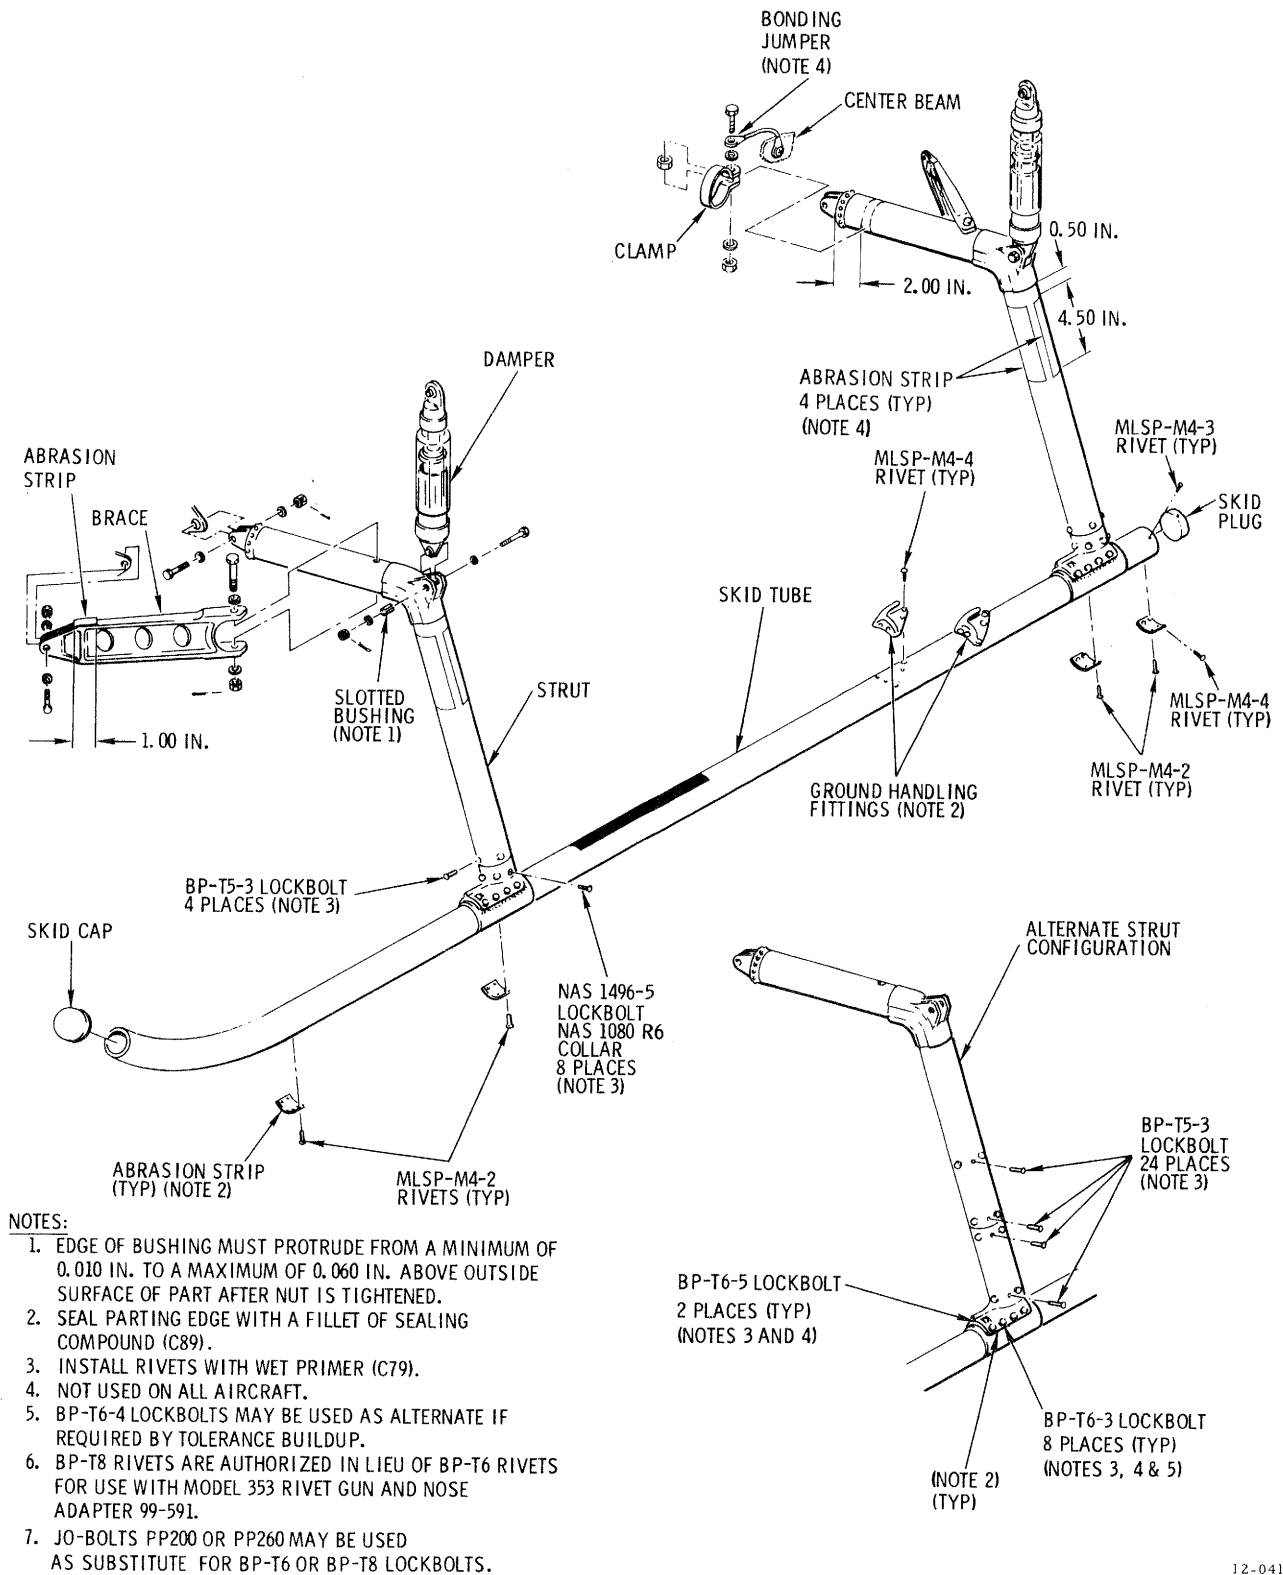 BONDING
JUMPER
(NOTE 4)
CENTER BEAM
CLAMP
0.50 IN.
2.00 IN.
4.50 IN.
ABRASION STRIP
4 PLACES (TYP)
(NOTE 4)
DAMPER
MLSP-M4-3
RIVET (TYP)
MLSP-M4-4
RIVET (TYP)
SKID
PLUG
ABRASION
STRIP
BRACE
SKID TUBE
SLOTTED
BUSHING
(NOTE 1)
STRUT
1.00 IN.
MLSP-M4-4
RIVET (TYP)
MLSP-M4-2
RIVET (TYP)
GROUND HANDLING
FITTINGS (NOTE 2)
BP-T5-3 LOCKBOLT
4 PLACES (NOTE 3)
SKID CAP
NAS 1496-5
LOCKBOLT
NAS 1080 R6
COLLAR
8 PLACES
(NOTE 3)
ALTERNATE STRUT
CONFIGURATION
BP-T5-3
LOCKBOLT
24 PLACES
(NOTE 3)
ABRASION STRIP
(TYP) (NOTE 2)
MLSP-M4-2
RIVETS (TYP)
BP-T6-5 LOCKBOLT
2 PLACES (TYP)
(NOTES 3 AND 4)
BP-T6-3 LOCKBOLT
8 PLACES (TYP)
(NOTES 3, 4 & 5)
(NOTE 2)
(TYP)
NOTES:
1. EDGE OF BUSHING MUST PROTRUDE FROM A MINIMUM OF
0.010 IN. TO A MAXIMUM OF 0.060 IN. ABOVE OUTSIDE
SURFACE OF PART AFTER NUT IS TIGHTENED.
2. SEAL PARTING EDGE WITH A FILLET OF SEALING
COMPOUND (C89).
3. INSTALL RIVETS WITH WET PRIMER (C79).
4. NOT USED ON ALL AIRCRAFT.
5. BP-T6-4 LOCKBOLTS MAY BE USED AS ALTERNATE IF
REQUIRED BY TOLERANCE BUILDUP.
6. BP-T8 RIVETS ARE AUTHORIZED IN LIEU OF BP-T6 RIVETS
FOR USE WITH MODEL 353 RIVET GUN AND NOSE
ADAPTER 99-591.
7. JO-BOLTS PP200 OR PP260 MAY BE USED
AS SUBSTITUTE FOR BP-T6 OR BP-T8 LOCKBOLTS.
12-041